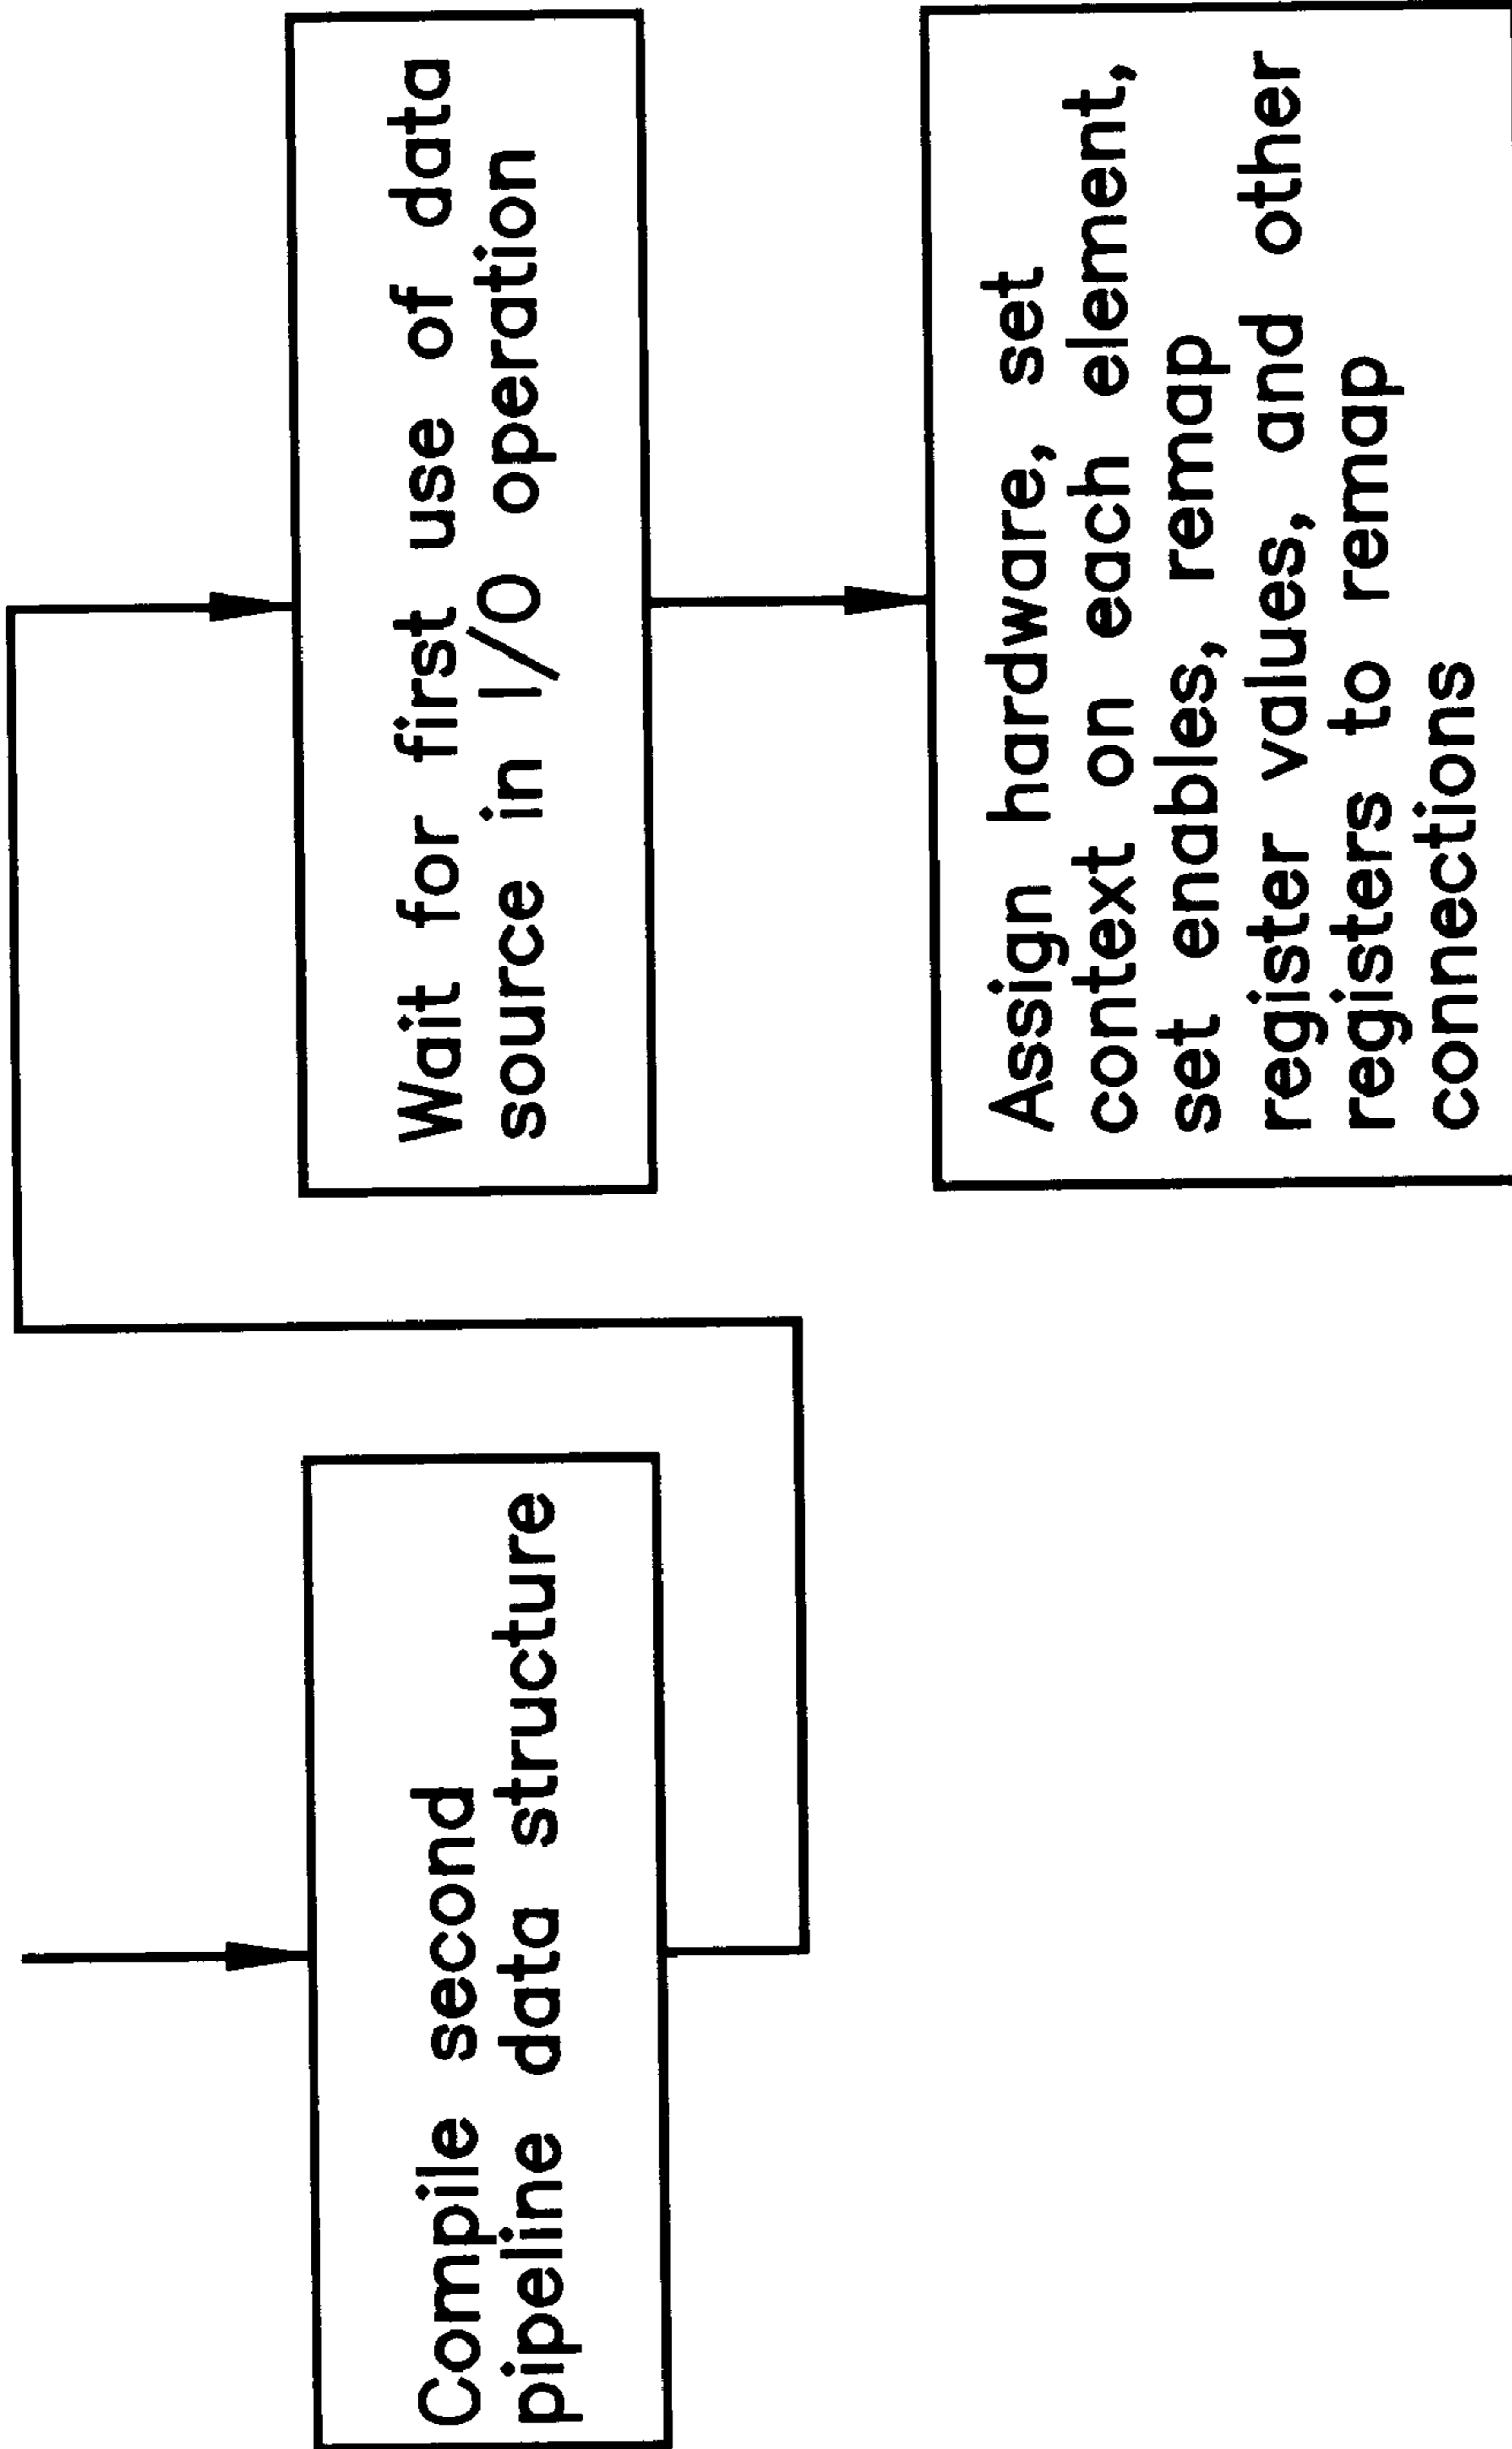 Compile second
pipeline data structure
Wait for first use of data
source in I/O operation
Assign hardware, set
context on each element,
set enables, remap
register values, and other
registers to remap
connections